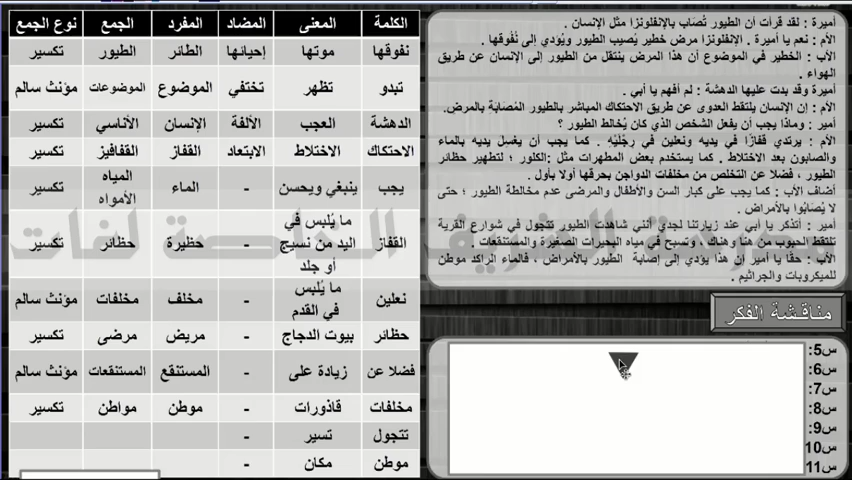 أميرة : لقد قرأت أن الطيور تُصَاب بالإنفلونزا مثل الإنسان .
الأم : نعم يا أميرة . الإنفلونزا مرض خطير يُصيب الطيور ويُؤدي إلى نُفُوقها .
الأب : الخطير في الموضوع أن هذا المرض ينتقل من الطيور إلى الإنسان عن طريق
الهواء .
أميرة وقد بدت عليها الدهشة : لم أفهم يا أبي .
الأم : إن الإنسان يلتقط العدوى عن طريق الاحتكاك المباشر بالطيور المُصَابةِ بالمرض.
أمير : وماذا يجب أن يفعل الشخص الذي كان يُخالط الطيور ؟
الأم : يرتدي قفازًا في يديه ونعلين في رِجْلَيْهِ . كما يجب أن يغسل يديه بالماء
والصابون بعد الاختلاط . كما يستخدم بعض المطهرات مثل :الكلور ؛ لتطهير حظائر
الطيور ، فضلا عن التخلص من مخلفات الدواجن بحرقها أولا بأول .
أضاف الأب : كما يجب على كبار السن والأطفال والمرضى عدم مخالطة الطيور ؛ حتى
لا يُصَابوا بالأمراض .
أمير : أتذكر يا أبي عند زيارتنا لجدي أنني شاهدت الطيور تتجول في شوارع القرية
تلتقط الحبوب من هنا وهناك ، وتسبح في مياه البحيرات الصغيرة والمستنقعات .
الأب : حقًا يا أمير أن هذا يؤدي إلى إصابة الطيور بالأمراض ، فالماء الراكد موطن
للميكروبات والجراثيم .
مناقشة الفكر
س5:
س6:
س7:
س8:
س9:
س10
س11
الكلمة المعنى المضاد المفرد الجمع نوع الجمع
نفوقها موتها إحيائها الطائر الطيور تكسير
تبدو تظهر تختفي الموضوع الموضوعات مؤنث سالم
الدهشة العجب الألفة الإنسان الأناسي تكسير
الاحتكاك الاختلاط الابتعاد القفاز القفافيز تكسير
يجب ينبغي ويحسن - الماء المياه الأمواه تكسير
القفاز ما يُلبس في اليد من نسيج أو جلد - حظيرة حظائر تكسير
نعلين ما يُلبس في القدم - مخلف مخلفات مؤنث سالم
حظائر بيوت الدجاج - مريض مرضى تكسير
فضلا عن زيادة على - المستنقع المستنقعات مؤنث سالم
مخلفات قاذورات - موطن مواطن تكسير
تتجول تسير -
موطن مكان -